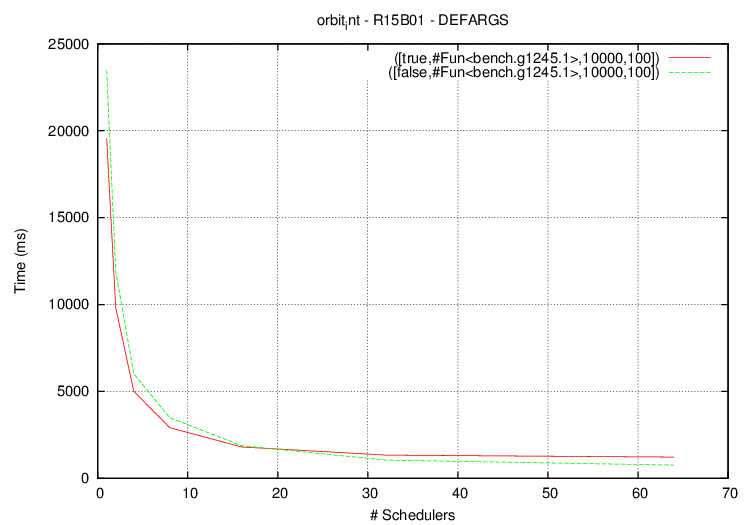 orbitint - R15B01 - DEFARGS
([true,#Fun<bench.g1245.1>,10000,100])
([false,#Fun<bench.g1245.1>,10000,100])
25000
20000
15000
10000
5000
0
Time (ms)
0 10 20 30 40 50 60 70
# Schedulers